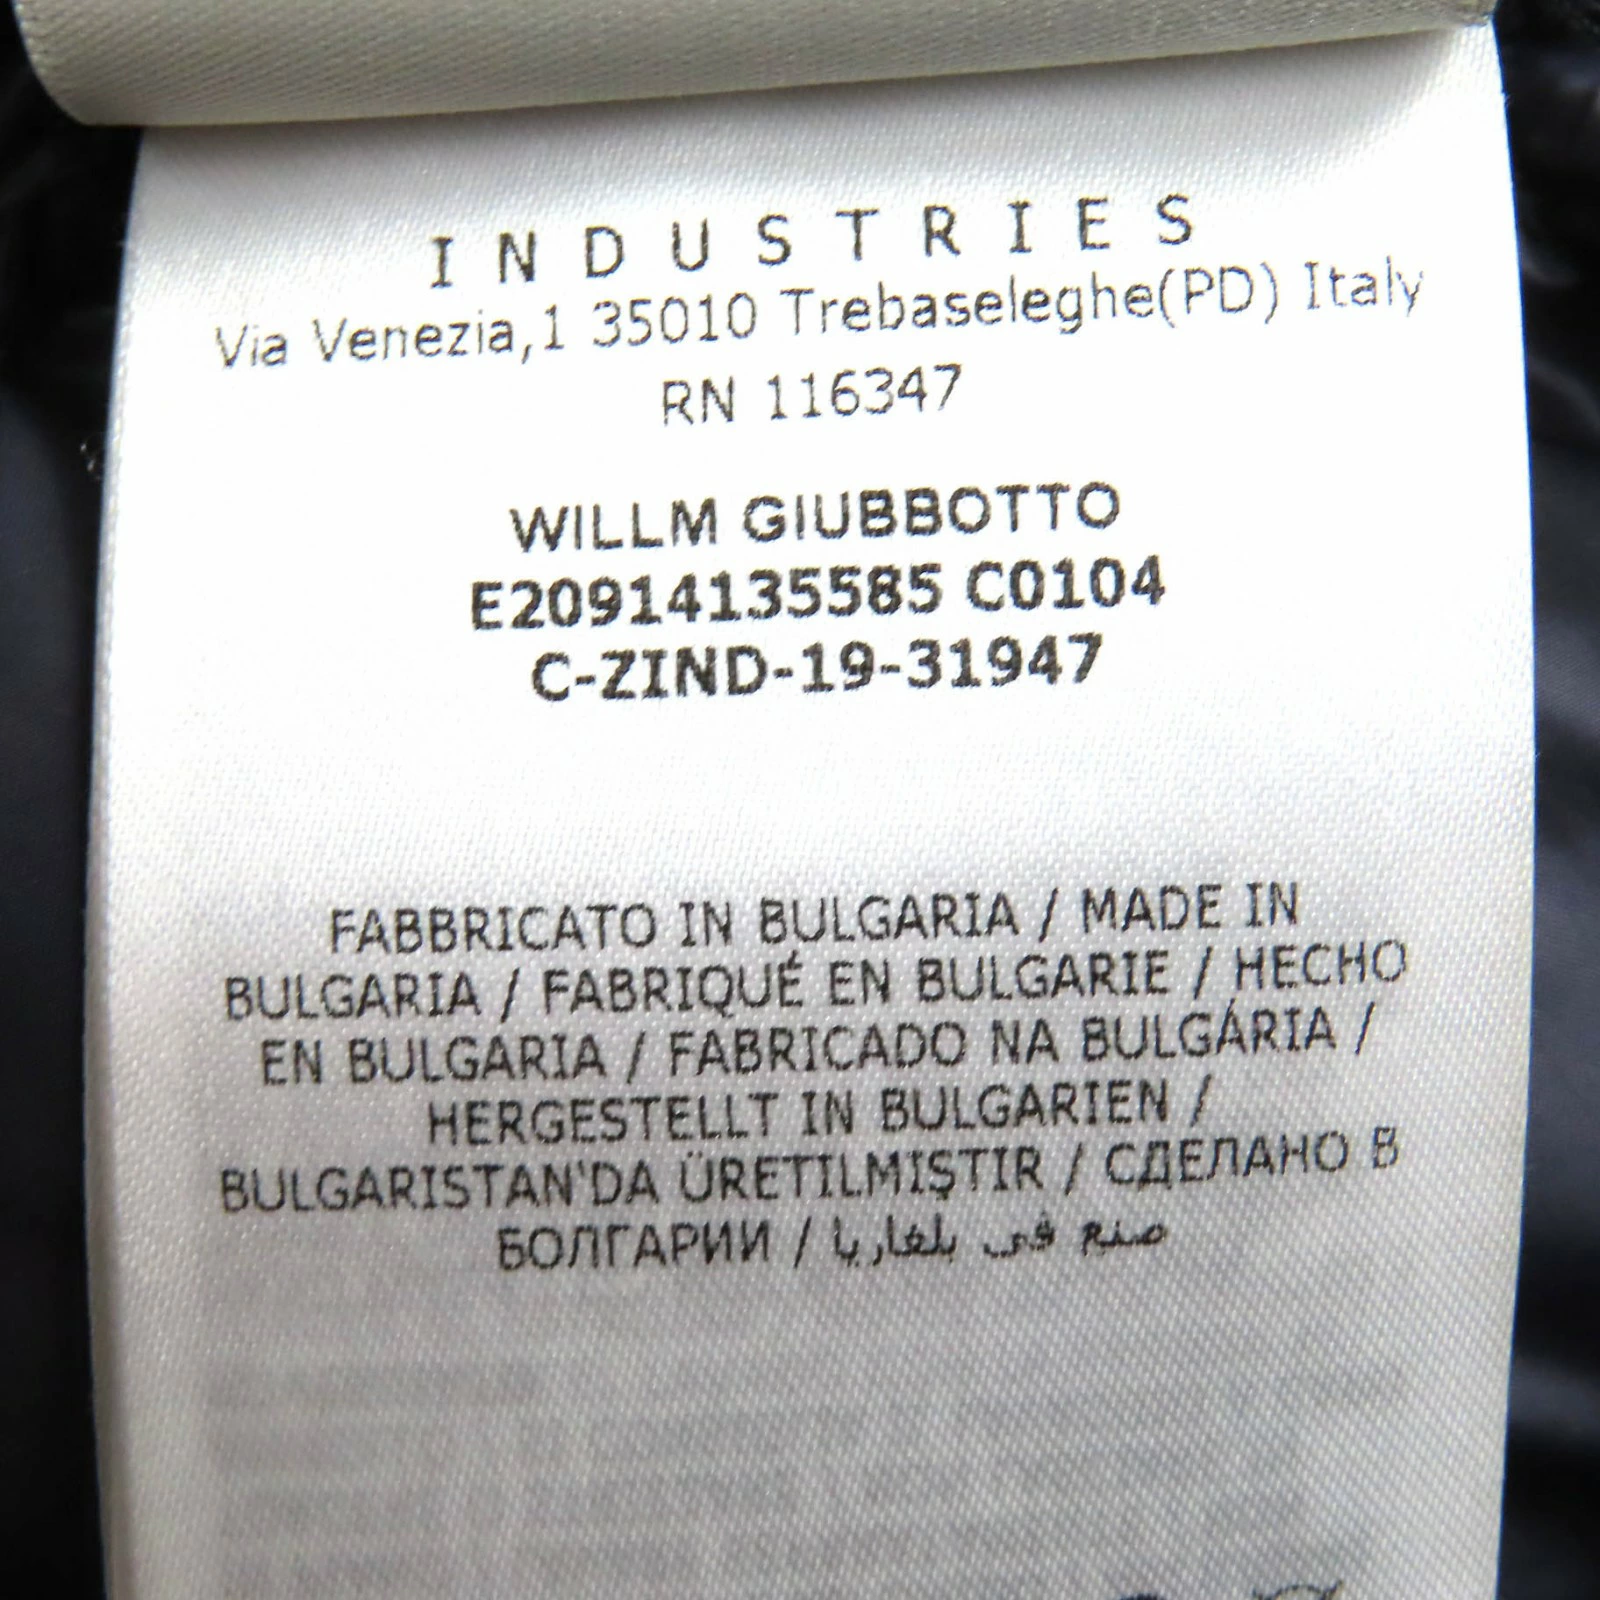 INDUSTRIES
Via Venezia,1 35010 Trebaseleghe(PD) Italy
RN 116347
WILLM GIUBBOTTO
E20914135585 C0104
C-ZIND-19-31947
FABBRICATO IN BULGARIA / MADE IN
BULGARIA / FABRIQUÉ EN BULGARIE / HECHO
EN BULGARIA / FABRICADO NA BULGÁRIA /
HERGESTELLT IN BULGARIEN /
BULGARISTAN'DA ÜRETILMIŞTIR / СДЕЛАНО В
БОЛГАРИИ / صنع في بلغاريا